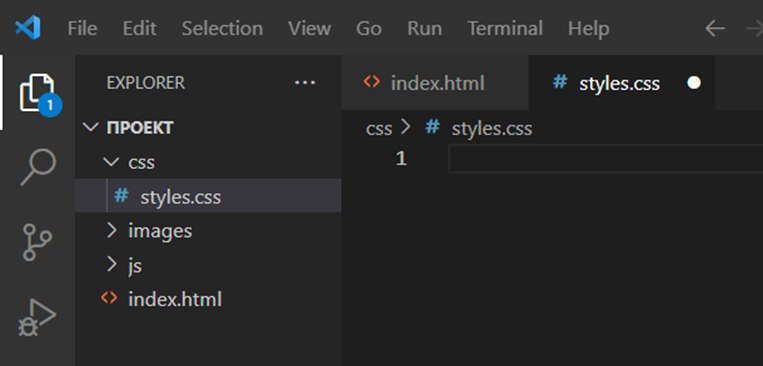 File Edit Selection View Go Run Terminal Help
EXPLORER ···
index.html
styles.css
1
ПРОЕКТ
css
styles.css
images
js
index.html
css > # styles.css
1